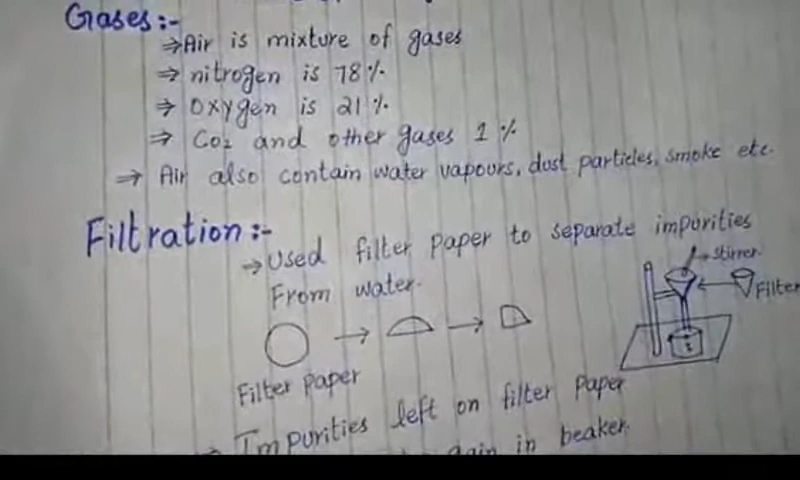 Gases:-
⇒ Air is mixture of gases
⇒ nitrogen is 78%
⇒ Oxygen is 21%
⇒ CO₂ and other gases 1%
⇒ Air also contain water vapours, dust particles, smoke etc.
Filtration:-
→ Used filter paper to separate impurities
From water.
→ Stirrer
Filter
Filter paper
Impurities left on filter paper
in beaker.